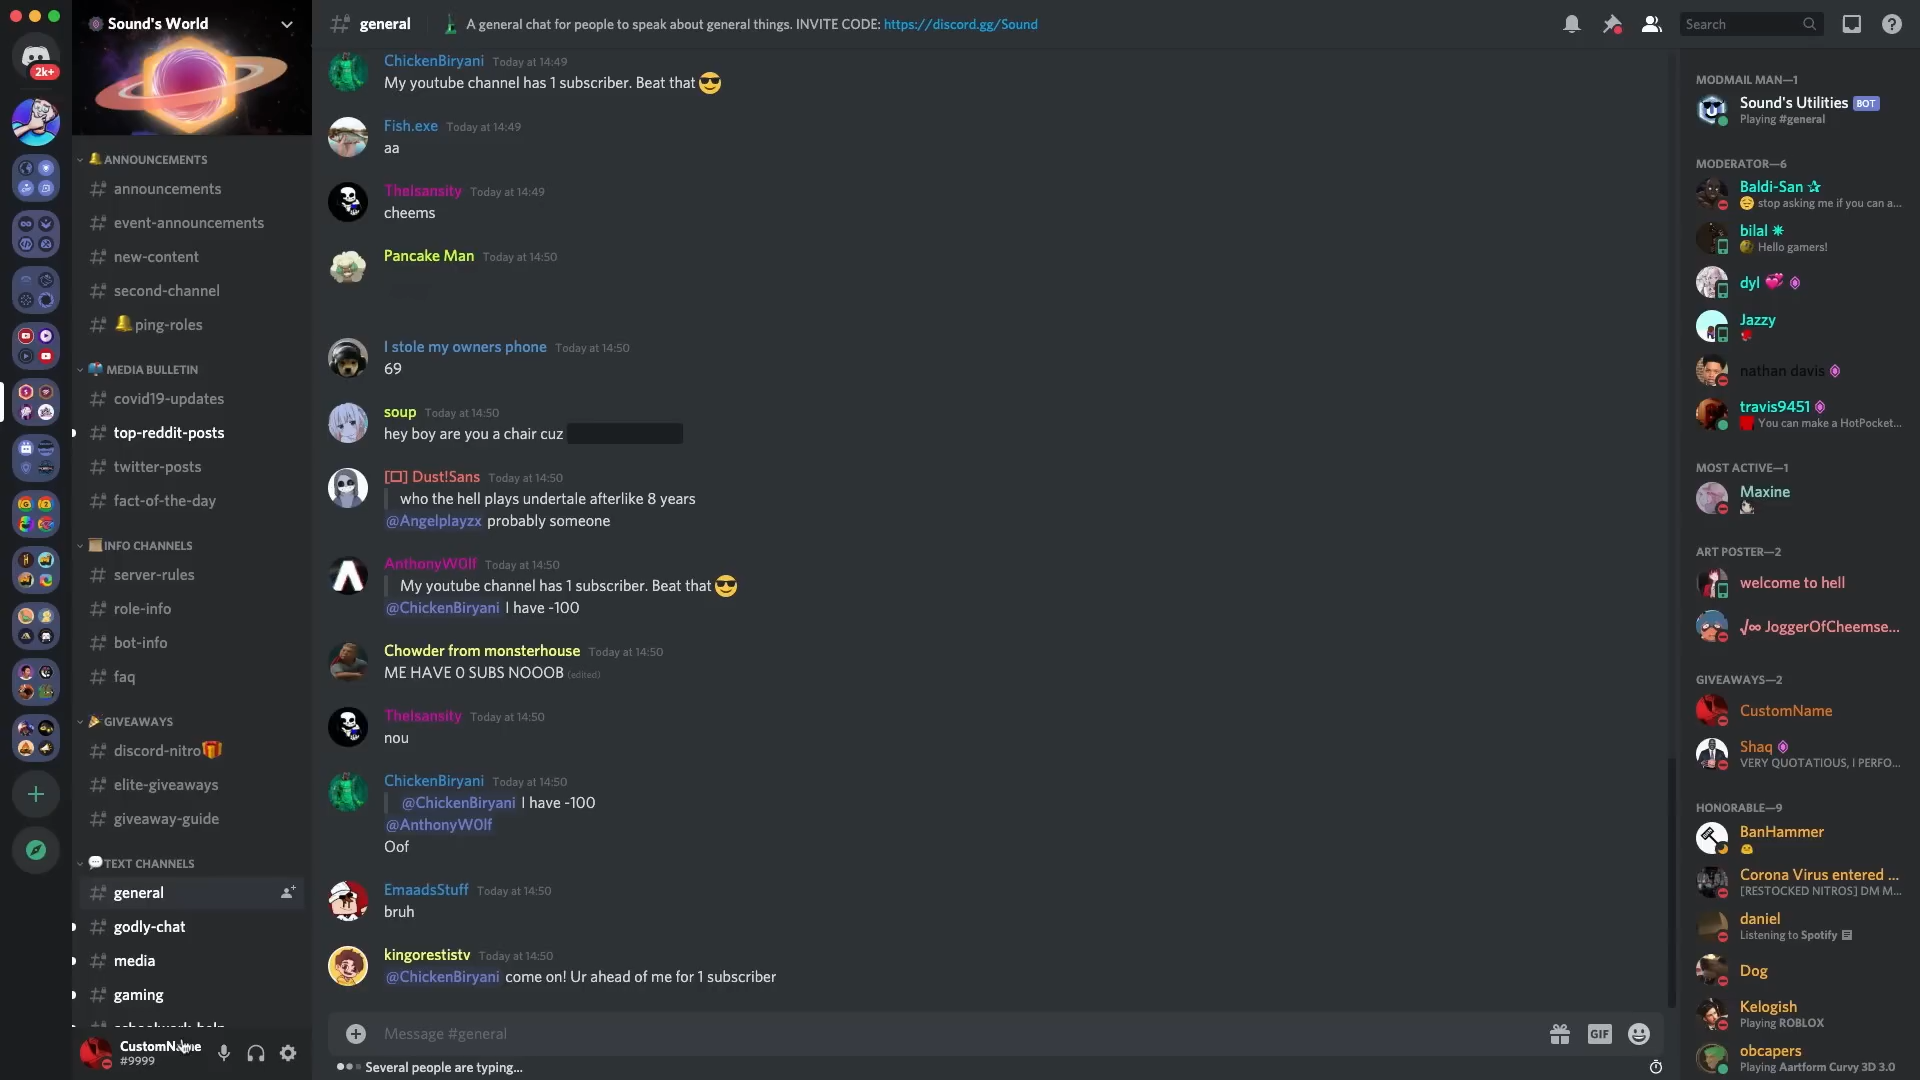 Sound's World
2k+
ANNOUNCEMENTS
announcements
event-announcements
new-content
second-channel
ping-roles
MEDIA BULLETIN
covid19-updates
top-reddit-posts
twitter-posts
fact-of-the-day
INFO CHANNELS
server-rules
role-info
bot-info
faq
GIVEAWAYS
discord-nitro
elite-giveaways
giveaway-guide
TEXT CHANNELS
general
godly-chat
media
gaming
CustomName
#9999
general
A general chat for people to speak about general things. INVITE CODE: https://discord.gg/Sound
Search
ChickenBiryani Today at 14:49
My youtube channel has 1 subscriber. Beat that 😎
Fish.exe Today at 14:49
aa
TheIsansity Today at 14:49
cheems
Pancake Man Today at 14:50
I stole my owners phone Today at 14:50
69
soup Today at 14:50
hey boy are you a chair cuz
[☐] Dust!Sans Today at 14:50
who the hell plays undertale afterlike 8 years
@Angelplayzx probably someone
AnthonyW0lf Today at 14:50
My youtube channel has 1 subscriber. Beat that 😎
@ChickenBiryani I have -100
Chowder from monsterhouse Today at 14:50
ME HAVE 0 SUBS NOOOB (edited)
TheIsansity Today at 14:50
nou
ChickenBiryani Today at 14:50
@ChickenBiryani I have -100
@AnthonyW0lf
Oof
EmaadsStuff Today at 14:50
bruh
kingorestistv Today at 14:50
@ChickenBiryani come on! Ur ahead of me for 1 subscriber
Message #general
GIF
Several people are typing...
MODMAIL MAN—1
Sound's Utilities BOT
Playing #general
MODERATOR—6
Baldi-San ✰
stop asking me if you can a...
bilal ✷
Hello gamers!
dyl 💞
Jazzy
nathan davis
travis9451
You can make a HotPocket...
MOST ACTIVE—1
Maxine
ART POSTER—2
welcome to hell
√∞ JoggerOfCheemse...
GIVEAWAYS—2
CustomName
Shaq
VERY QUOTATIOUS, I PERFO...
HONORABLE—9
BanHammer
Corona Virus entered ...
[RESTOCKED NITROS] DM M...
daniel
Listening to Spotify
Dog
Kelogish
Playing ROBLOX
obcapers
Playing Aartform Curvy 3D 3.0